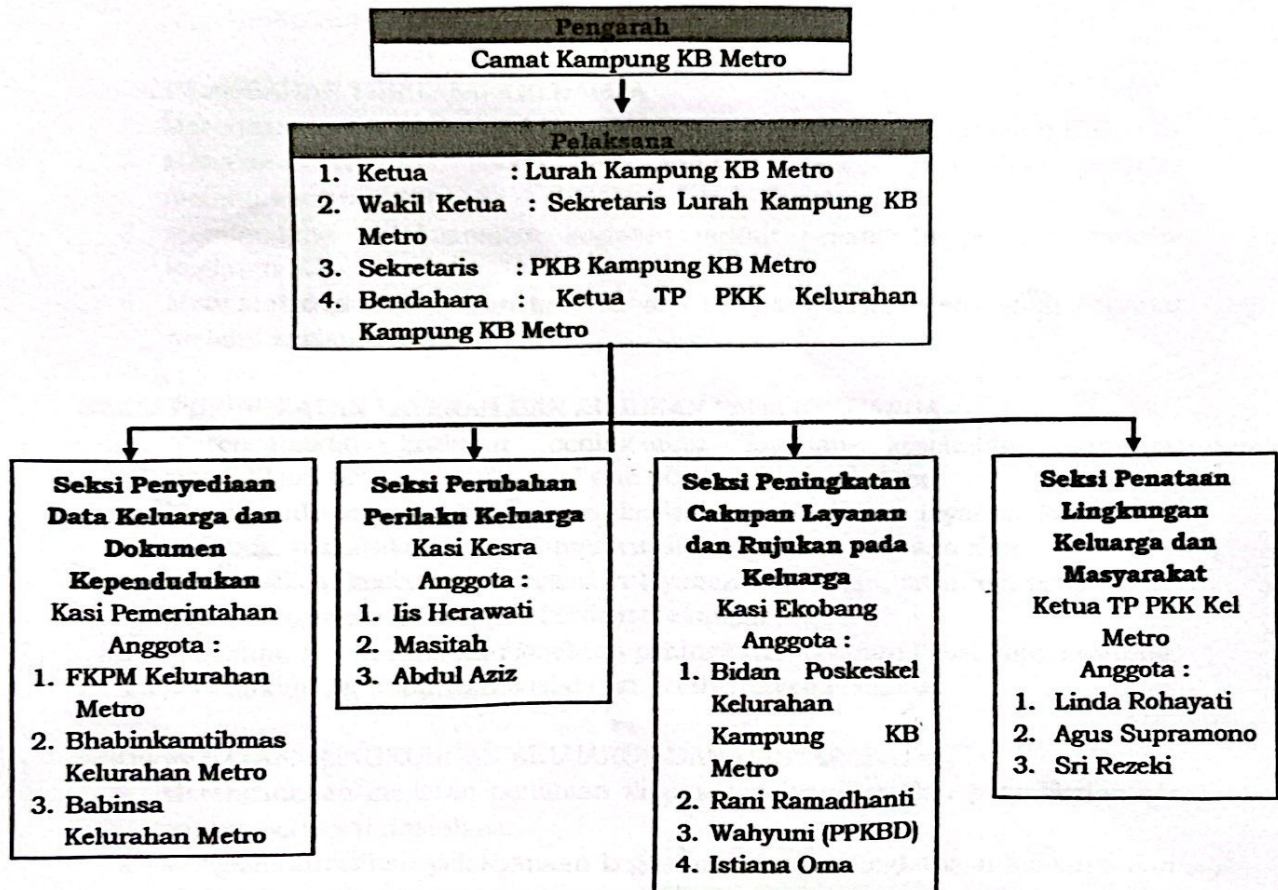 Pengarah
Camat Kampung KB Metro
Pelaksana
1. Ketua : Lurah Kampung KB Metro
2. Wakil Ketua : Sekretaris Lurah Kampung KB
Metro
3. Sekretaris : PKB Kampung KB Metro
4. Bendahara : Ketua TP PKK Kelurahan
Kampung KB Metro
Seksi Penyediaan
Data Keluarga dan
Dokumen
Kependudukan
Kasi Pemerintahan
Anggota :
1. FKPM Kelurahan
Metro
2. Bhabinkamtibmas
Kelurahan Metro
3. Babinsa
Kelurahan Metro
Seksi Perubahan
Perilaku Keluarga
Kasi Kesra
Anggota :
1. Iis Herawati
2. Masitah
3. Abdul Aziz
Seksi Peningkatan
Cakupan Layanan
dan Rujukan pada
Keluarga
Kasi Ekobang
Anggota :
1. Bidan Poskeskel
Kelurahan
Kampung KB
Metro
2. Rani Ramadhanti
3. Wahyuni (PPKBD)
4. Istiana Oma
Seksi Penataan
Lingkungan
Keluarga dan
Masyarakat
Ketua TP PKK Kel
Metro
Anggota :
1. Linda Rohayati
2. Agus Supramono
3. Sri Rezeki